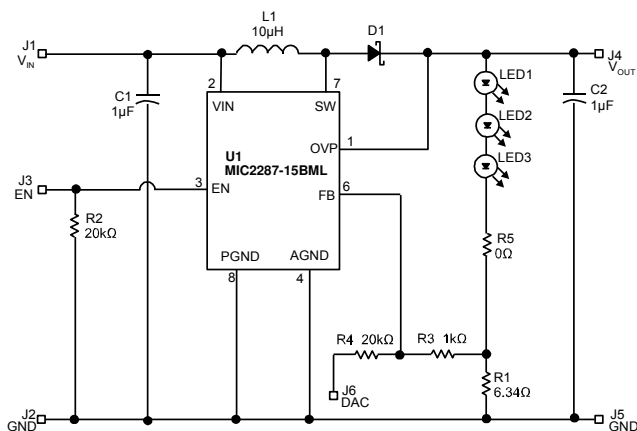 L1
10µH
D1
J1
VIN
J4
VOUT
2
7
LED1
C1
1µF
VIN
SW
C2
1µF
LED2
OVP
1
U1
MIC2287-15BML
LED3
J3
EN
3
EN
FB
6
R2
20kΩ
R5
0Ω
PGND
AGND
8
4
R4 20kΩ
R3 1kΩ
J6
DAC
R1
6.34Ω
J2
GND
J5
GND